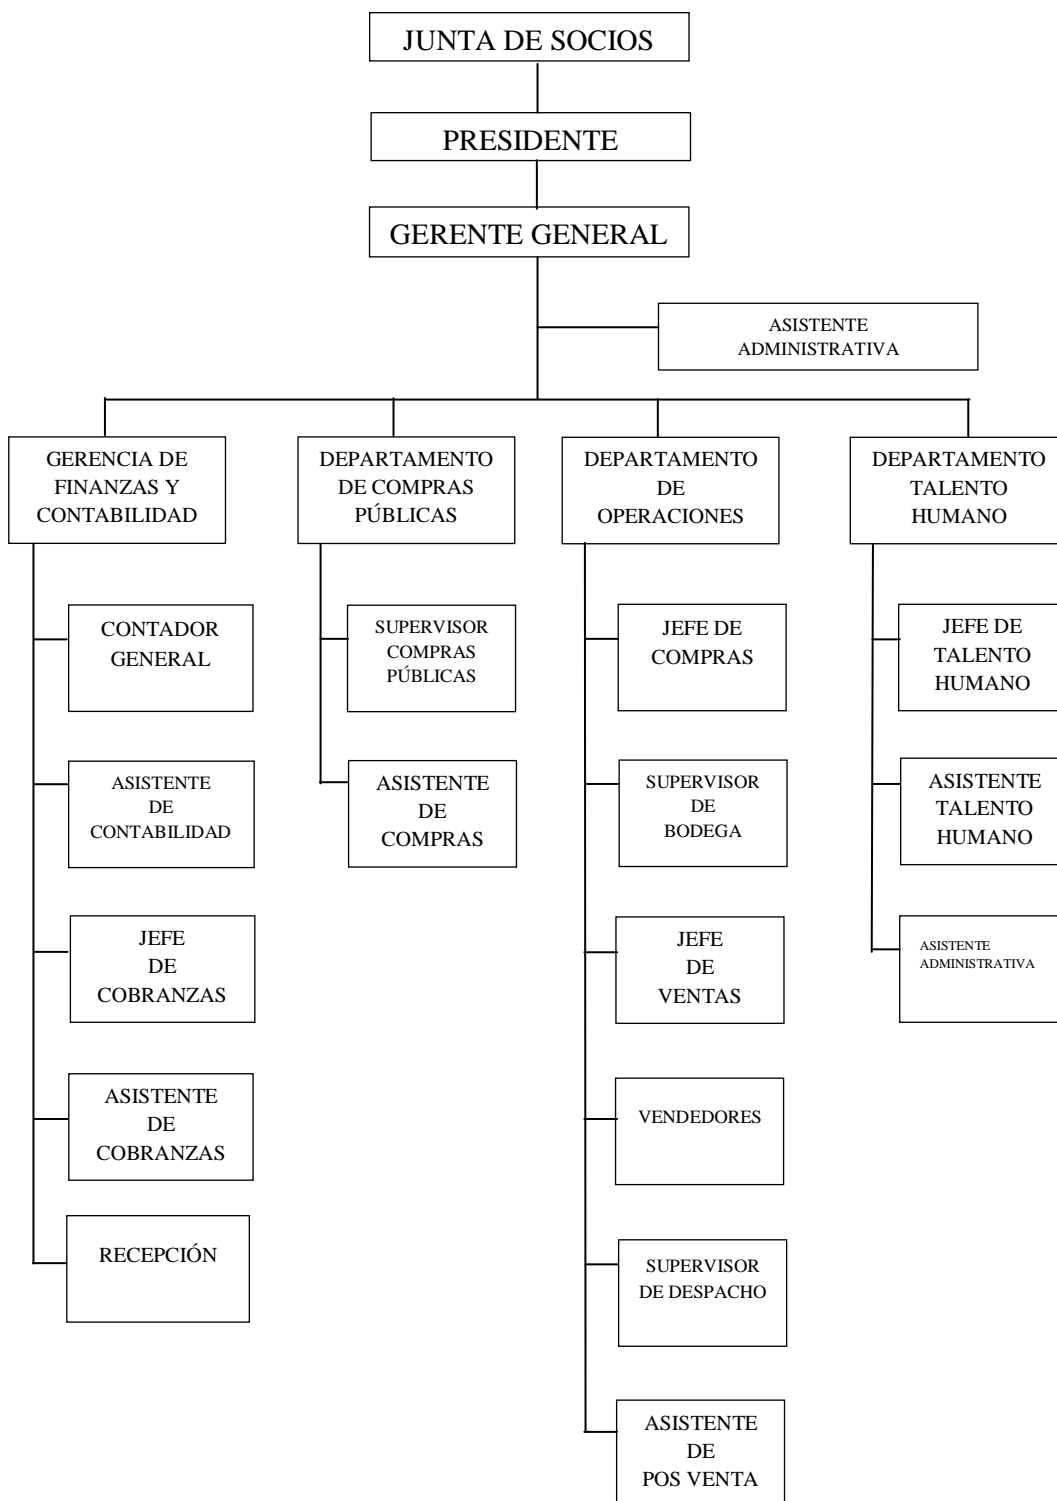 JUNTA DE SOCIOS
PRESIDENTE
GERENTE GENERAL
ASISTENTE
ADMINISTRATIVA
GERENCIA DE
FINANZAS Y
CONTABILIDAD
DEPARTAMENTO
DE COMPRAS
PÚBLICAS
DEPARTAMENTO
DE
OPERACIONES
DEPARTAMENTO
TALENTO
HUMANO
CONTADOR
GENERAL
SUPERVISOR
COMPRAS
PÚBLICAS
JEFE DE
COMPRAS
JEFE DE
TALENTO
HUMANO
ASISTENTE
DE
CONTABILIDAD
ASISTENTE
DE
COMPRAS
SUPERVISOR
DE
BODEGA
ASISTENTE
TALENTO
HUMANO
JEFE
DE
COBRANZAS
JEFE
DE
VENTAS
ASISTENTE
ADMINISTRATIVA
ASISTENTE
DE
COBRANZAS
VENDEDORES
RECEPCIÓN
SUPERVISOR
DE DESPACHO
ASISTENTE
DE
POS VENTA